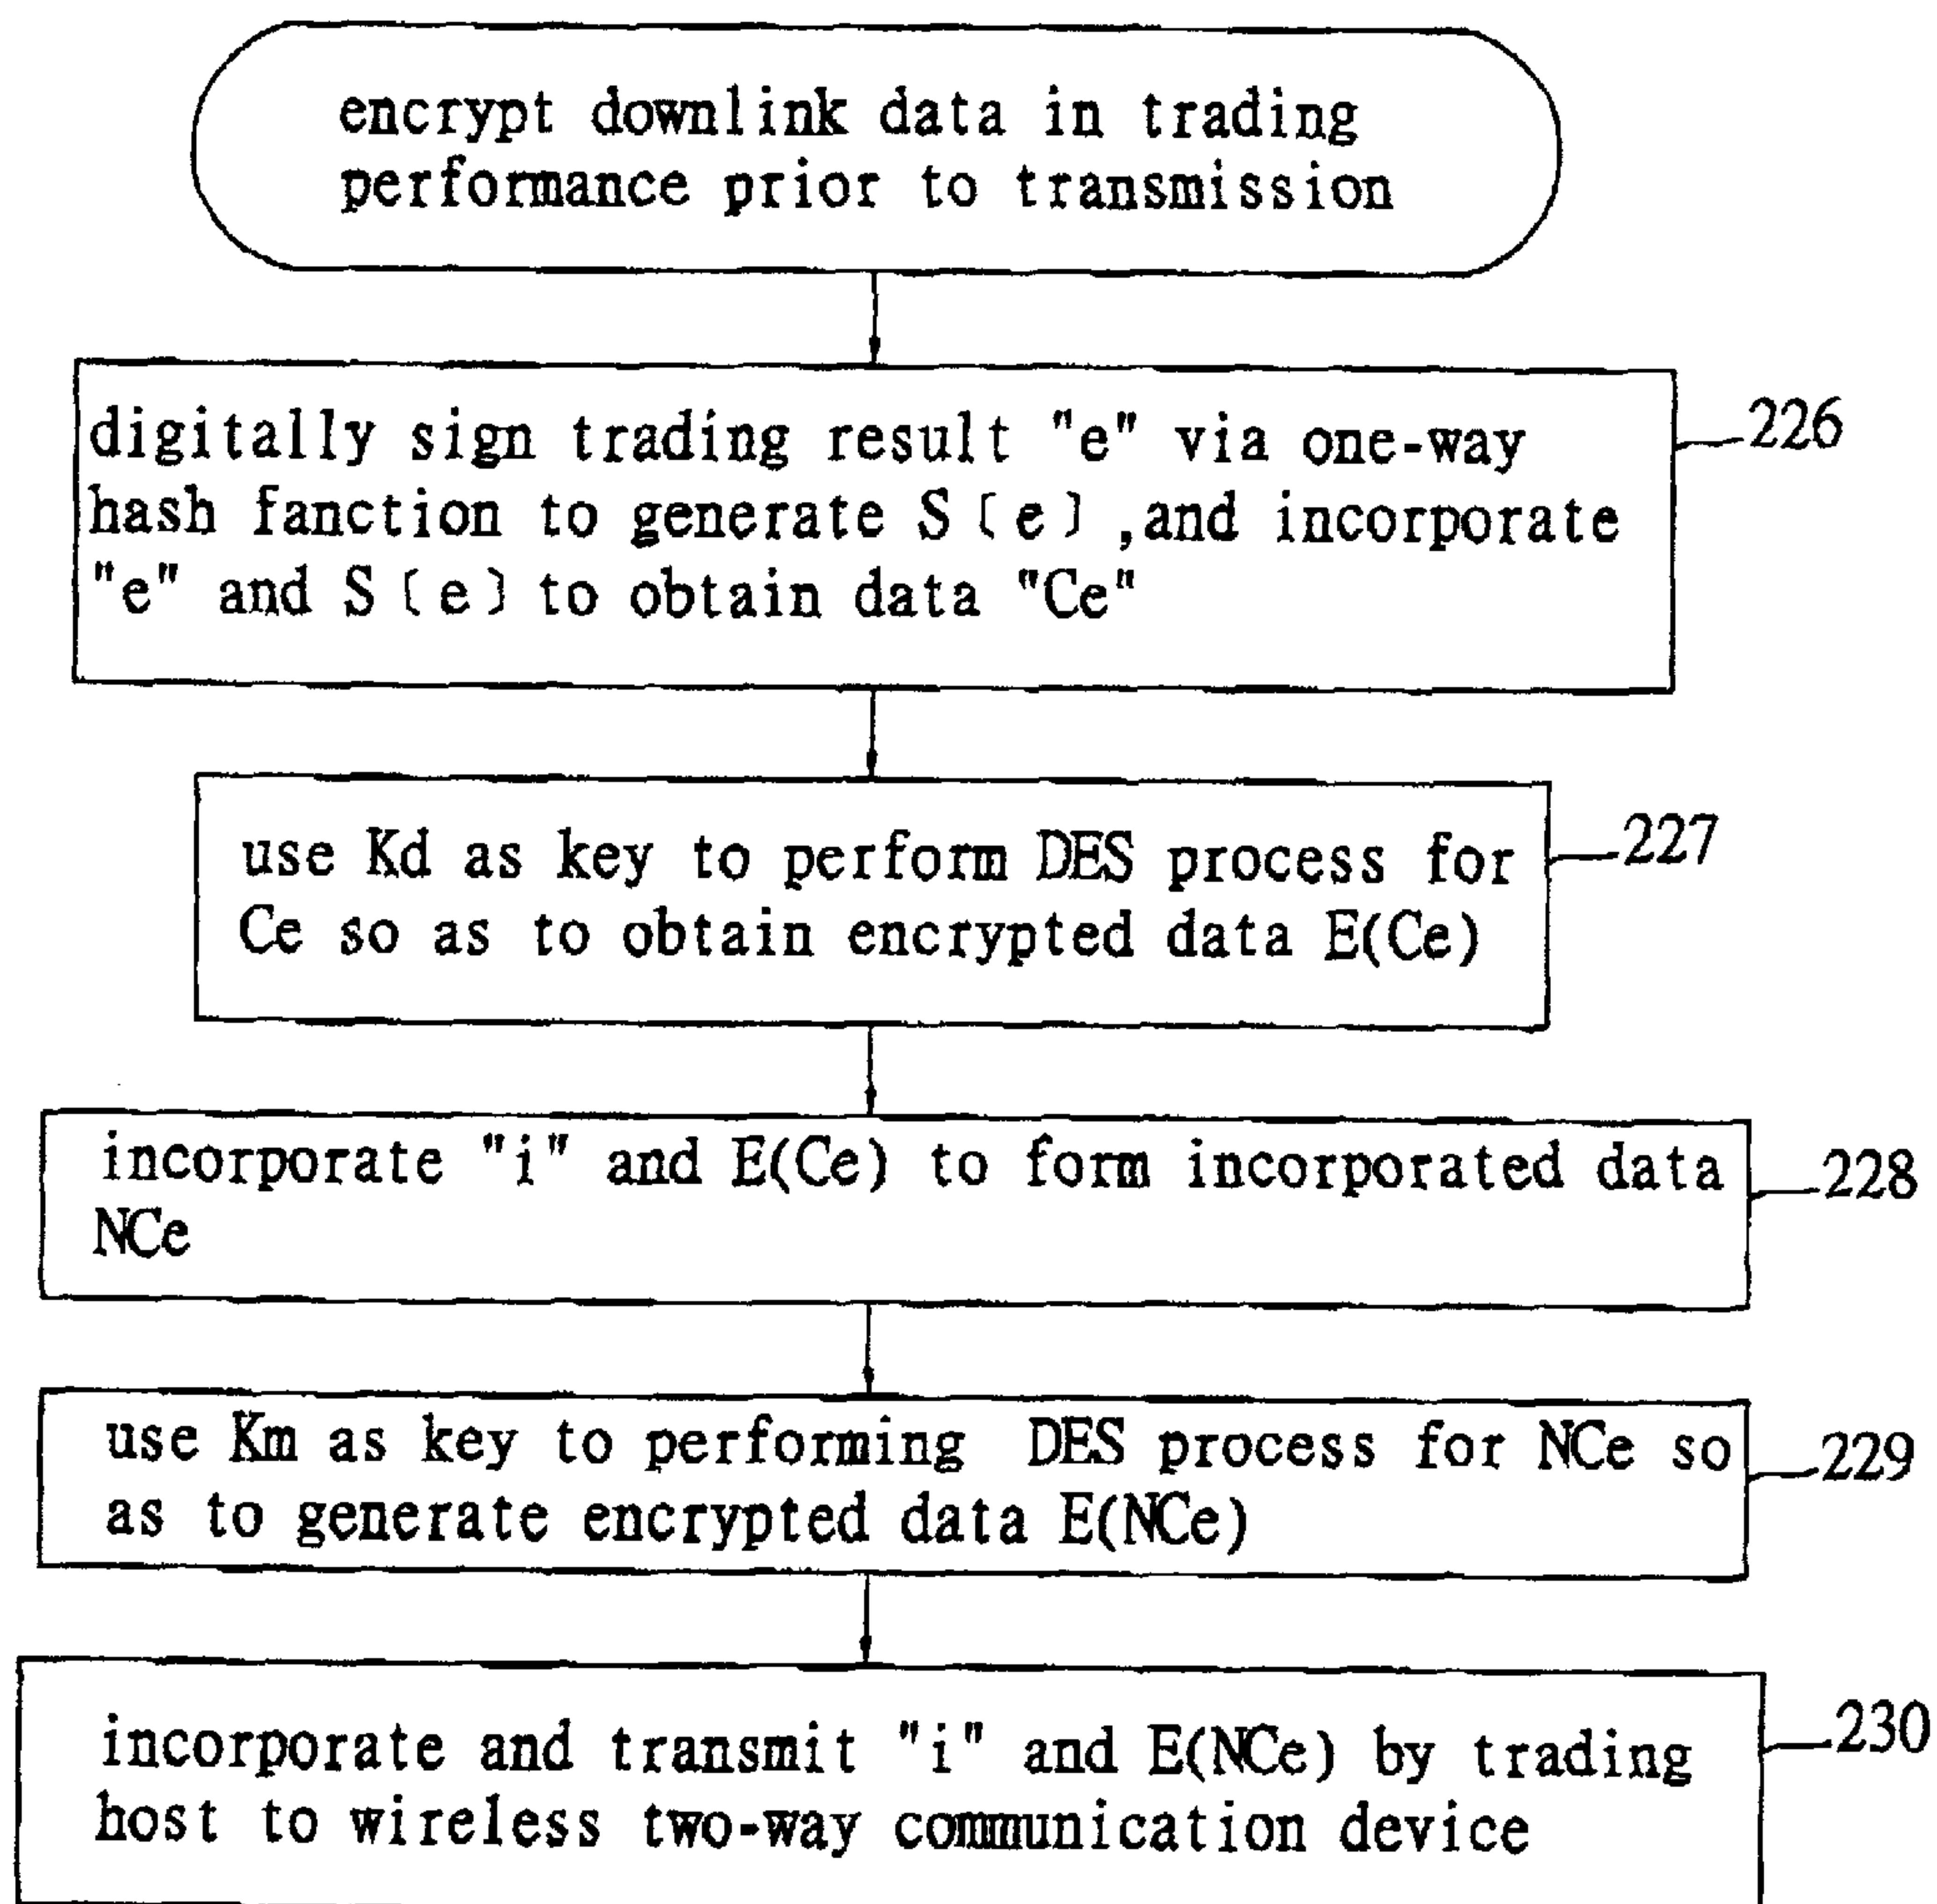 encrypt downlink data in trading
performance prior to transmission
digitally sign trading result "e" via one-way
hash fanction to generate S〔e〕,and incorporate
"e" and S〔e〕to obtain data "Ce"
226
use Kd as key to perform DES process for
Ce so as to obtain encrypted data E(Ce)
227
incorporate "i" and E(Ce) to form incorporated data
NCe
228
use Km as key to performing DES process for NCe so
as to generate encrypted data E(NCe)
229
incorporate and transmit "i" and E(NCe) by trading
host to wireless two-way communication device
230